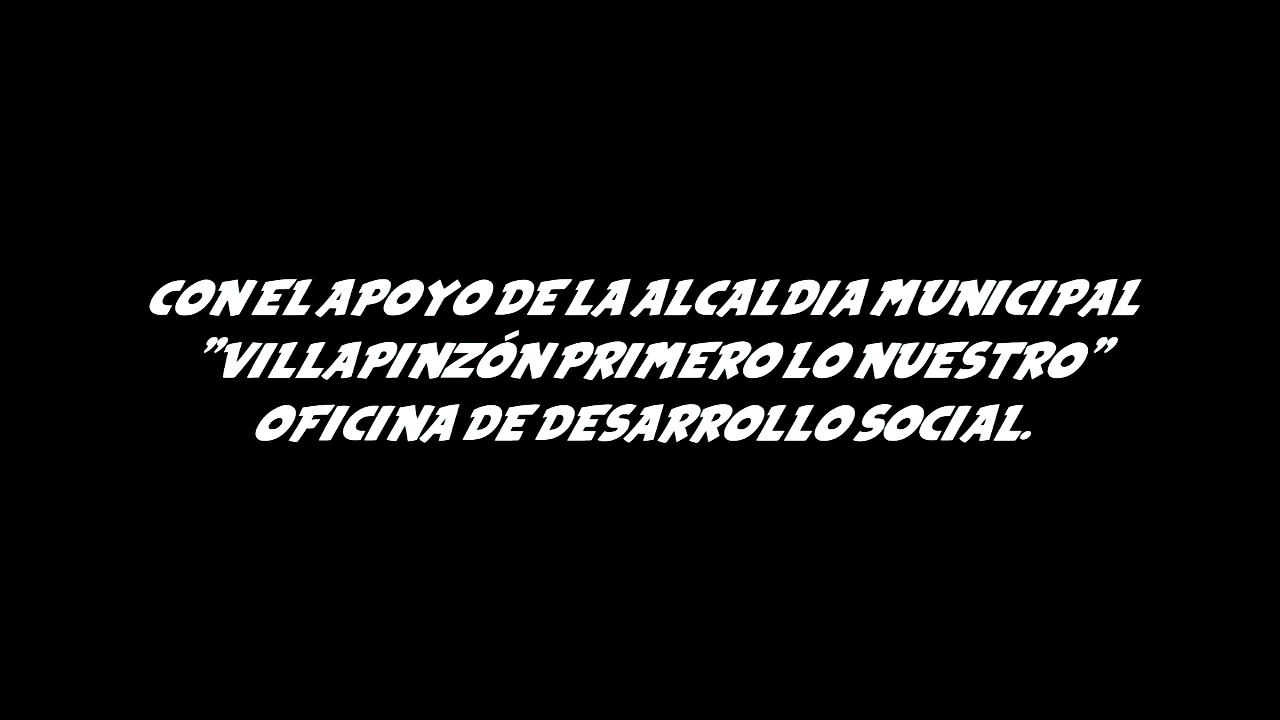 CON EL APOYO DE LA ALCALDIA MUNICIPAL
"VILLAPINZÓN PRIMERO LO NUESTRO"
OFICINA DE DESARROLLO SOCIAL.